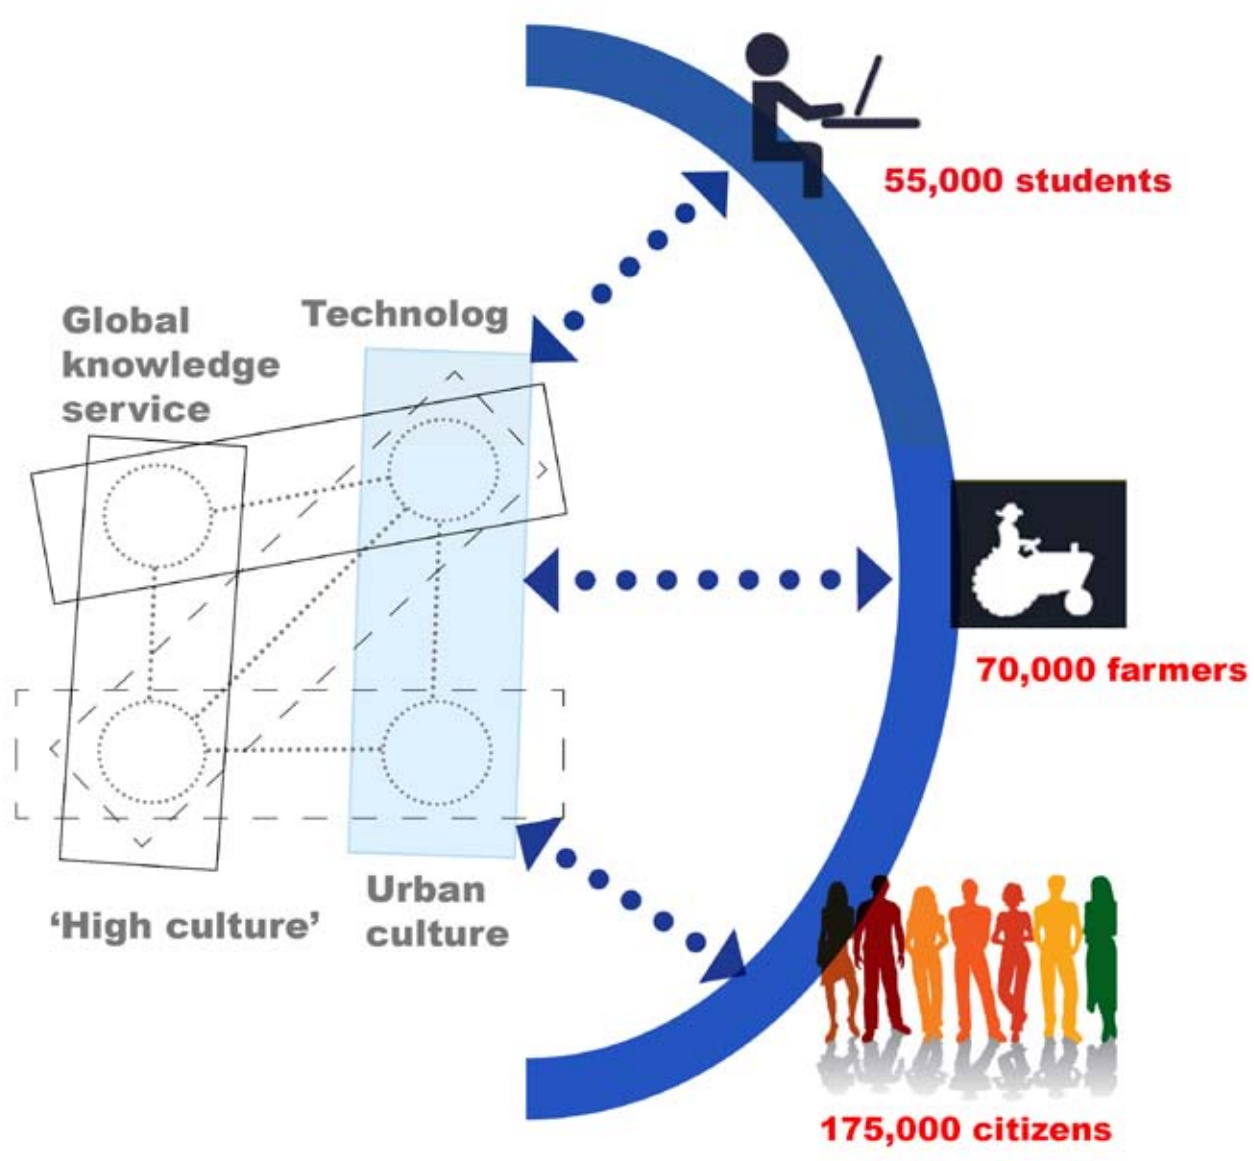 55,000 students
Global
knowledge
service
Technolog
70,000 farmers
'High culture'
Urban
culture
175,000 citizens